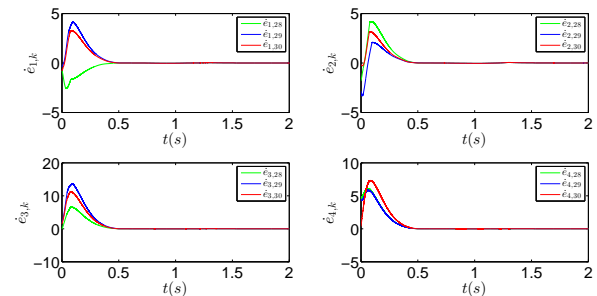 5
0
−5
0
0.5
1
1.5
2
t(s)
ė1,k
ė1,28
ė1,29
ė1,30
5
0
−5
0
0.5
1
1.5
2
t(s)
ė2,k
ė2,28
ė2,29
ė2,30
20
10
0
−10
0
0.5
1
1.5
2
t(s)
ė3,k
ė3,28
ė3,29
ė3,30
10
5
0
−5
0
0.5
1
1.5
2
t(s)
ė4,k
ė4,28
ė4,29
ė4,30